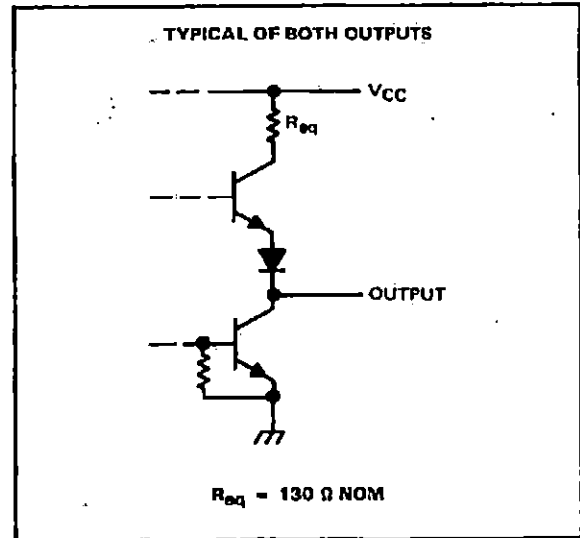 TYPICAL OF BOTH OUTPUTS
VCC
Req
OUTPUT
Req = 130 Ω NOM